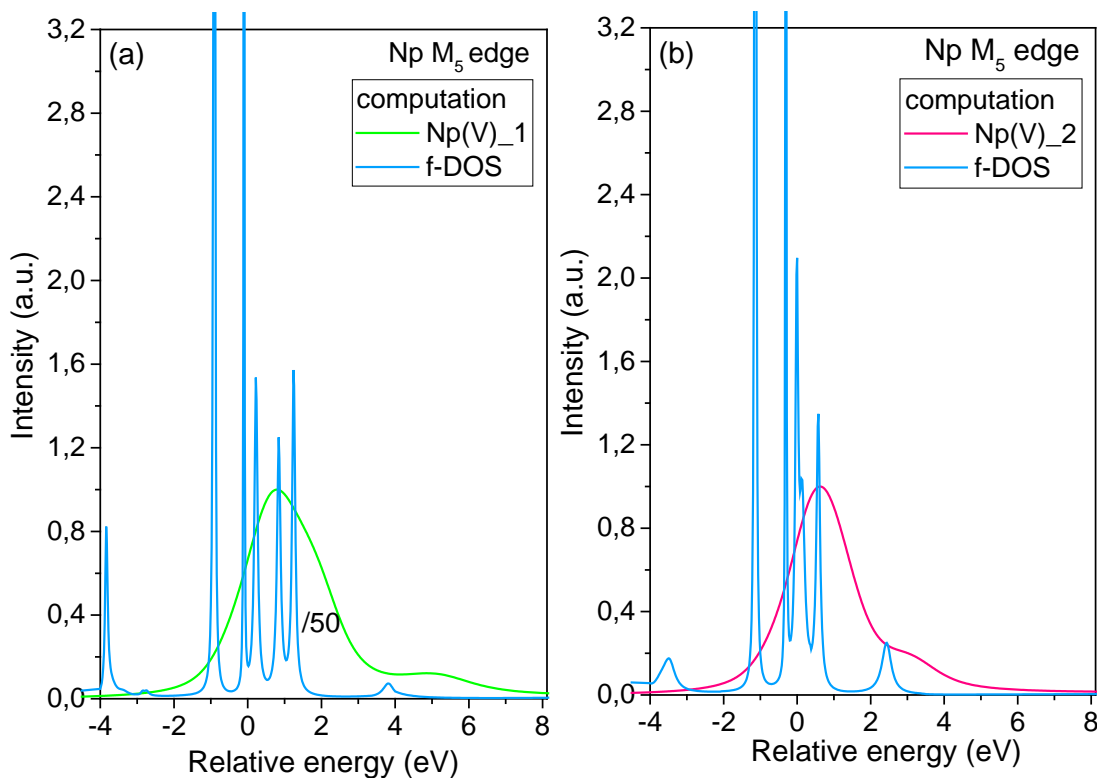 (a)
Np M5 edge
computation
Np(V)_1
f-DOS
/50
3,2
2,8
2,4
2,0
1,6
1,2
0,8
0,4
0,0
Intensity (a.u.)
-4 -2 0 2 4 6 8
Relative energy (eV)
(b)
Np M5 edge
computation
Np(V)_2
f-DOS
3,2
2,8
2,4
2,0
1,6
1,2
0,8
0,4
0,0
Intensity (a.u.)
-4 -2 0 2 4 6 8
Relative energy (eV)